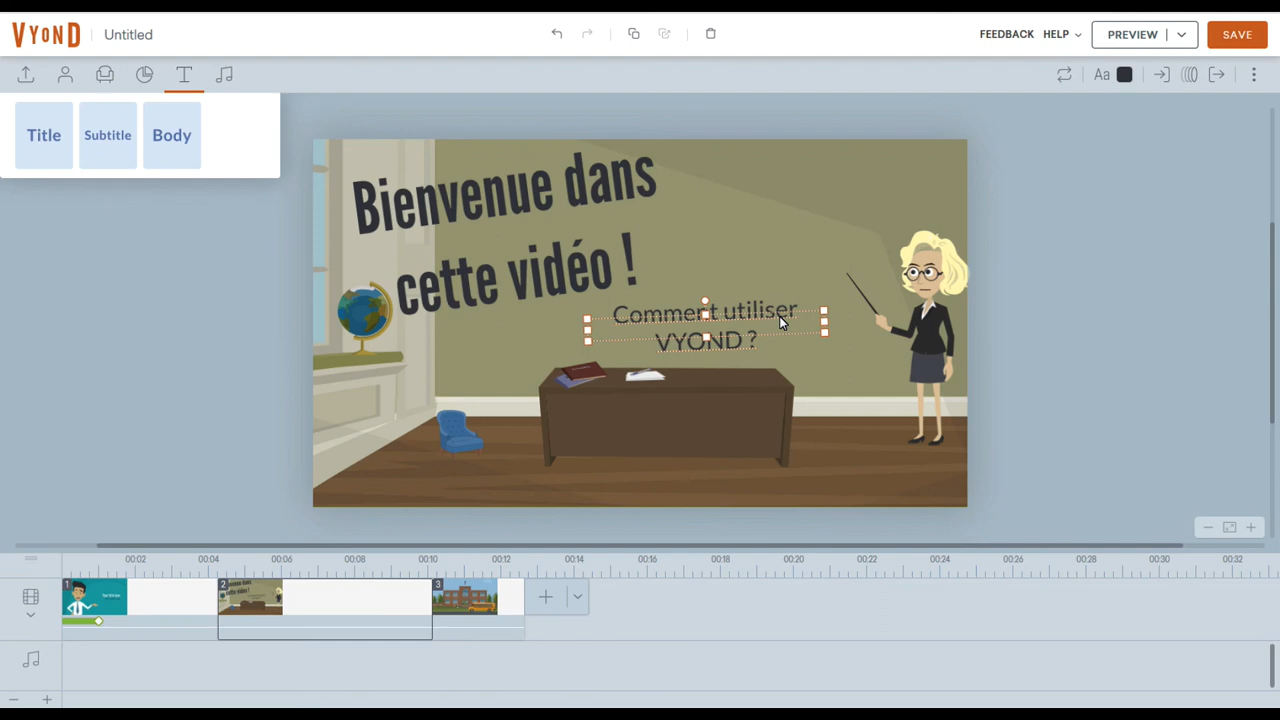 VYOND
Untitled
FEEDBACK
HELP
PREVIEW
SAVE
Aa
Title
Subtitle
Body
Bienvenue dans
cette vidéo !
Comment utiliser
VYOND ?
00:02
00:04
00:06
00:08
00:10
00:12
00:14
00:16
00:18
00:20
00:22
00:24
00:26
00:28
00:30
00:32
1
2
3